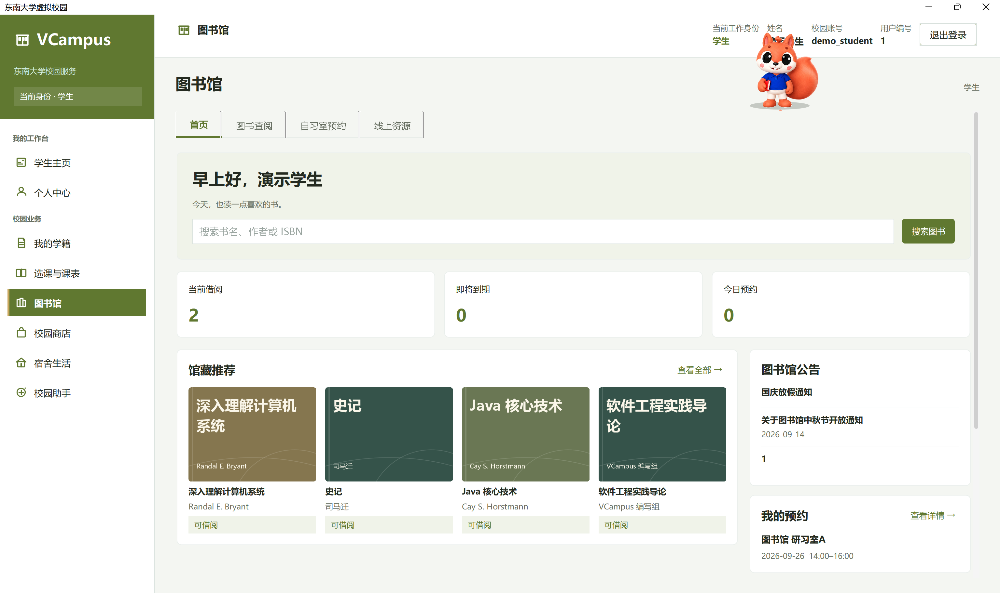 东南大学虚拟校园
VCampus
东南大学校园服务
当前身份 · 学生
我的工作台
学生主页
个人中心
校园业务
我的学籍
选课与课表
图书馆
校园商店
宿舍生活
校园助手
图书馆
当前工作身份
学生
姓名
生
校园账号
demo_student
用户编号
1
退出登录
图书馆
学生
首页
图书查阅
自习室预约
线上资源
早上好，演示学生
今天，也读一点喜欢的书。
搜索书名、作者或 ISBN
搜索图书
当前借阅
2
即将到期
0
今日预约
0
馆藏推荐
查看全部 →
深入理解计算机
系统
Randal E. Bryant
深入理解计算机系统
Randal E. Bryant
可借阅
史记
司马迁
史记
司马迁
可借阅
Java 核心技术
Cay S. Horstmann
Java 核心技术
Cay S. Horstmann
可借阅
软件工程实践导
论
VCampus 编写组
软件工程实践导论
VCampus 编写组
可借阅
图书馆公告
国庆放假通知
关于图书馆中秋节开放通知
2026-09-14
1
我的预约
查看详情 →
图书馆 研习室A
2026-09-26 14:00–16:00